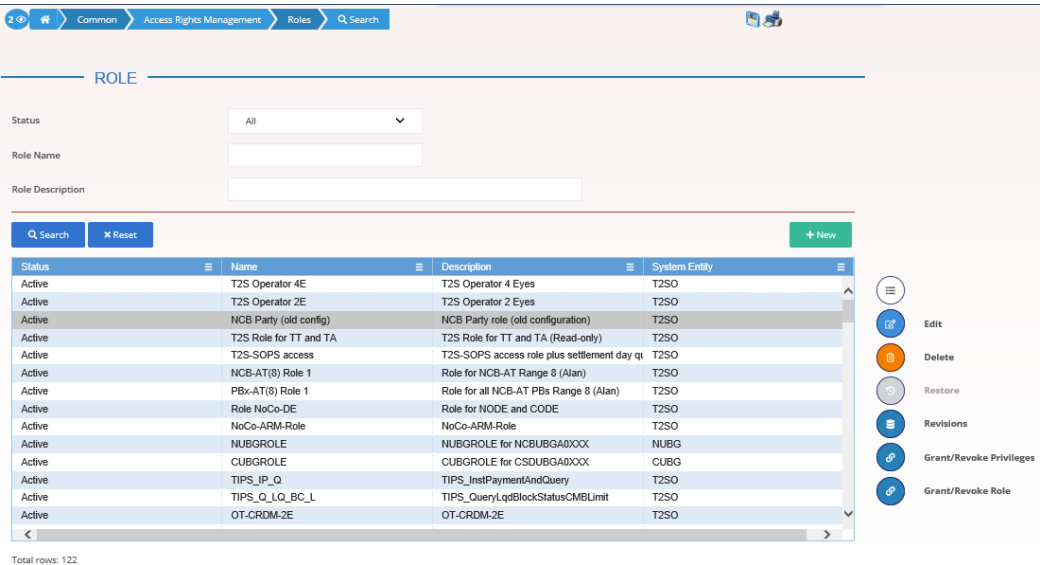 2 Common Access Rights Management Roles Search
ROLE
Status All
Role Name
Role Description
Search Reset New
Status Name Description System Entity
Active T2S Operator 4E T2S Operator 4 Eyes T2SO
Active T2S Operator 2E T2S Operator 2 Eyes T2SO
Active NCB Party (old config) NCB Party role (old configuration) T2SO
Edit
Active T2S Role for TT and TA T2S Role for TT and TA (Read-only) T2SO
Active T2S-SOPS access T2S-SOPS access role plus settlement day qu T2SO
Delete
Active NCB-AT(8) Role 1 Role for NCB-AT Range 8 (Alan) T2SO
Active PBx-AT(8) Role 1 Role for all NCB-AT PBs Range 8 (Alan) T2SO
Restore
Active Role NoCo-DE Role for NODE and CODE T2SO
Active NoCo-ARM-Role NoCo-ARM-Role T2SO
Revisions
Active NUBGROLE NUBGROLE for NCBUBGA0XXX NUBG
Active CUBGROLE CUBGROLE for CSDUBGA0XXX CUBG
Grant/Revoke Privileges
Active TIPS_IP_Q TIPS_InstPaymentAndQuery T2SO
Active TIPS_Q_LQ_BC_L TIPS_QueryLqdBlockStatusCMBLimit T2SO
Grant/Revoke Role
Active OT-CRDM-2E OT-CRDM-2E T2SO
Total rows: 122